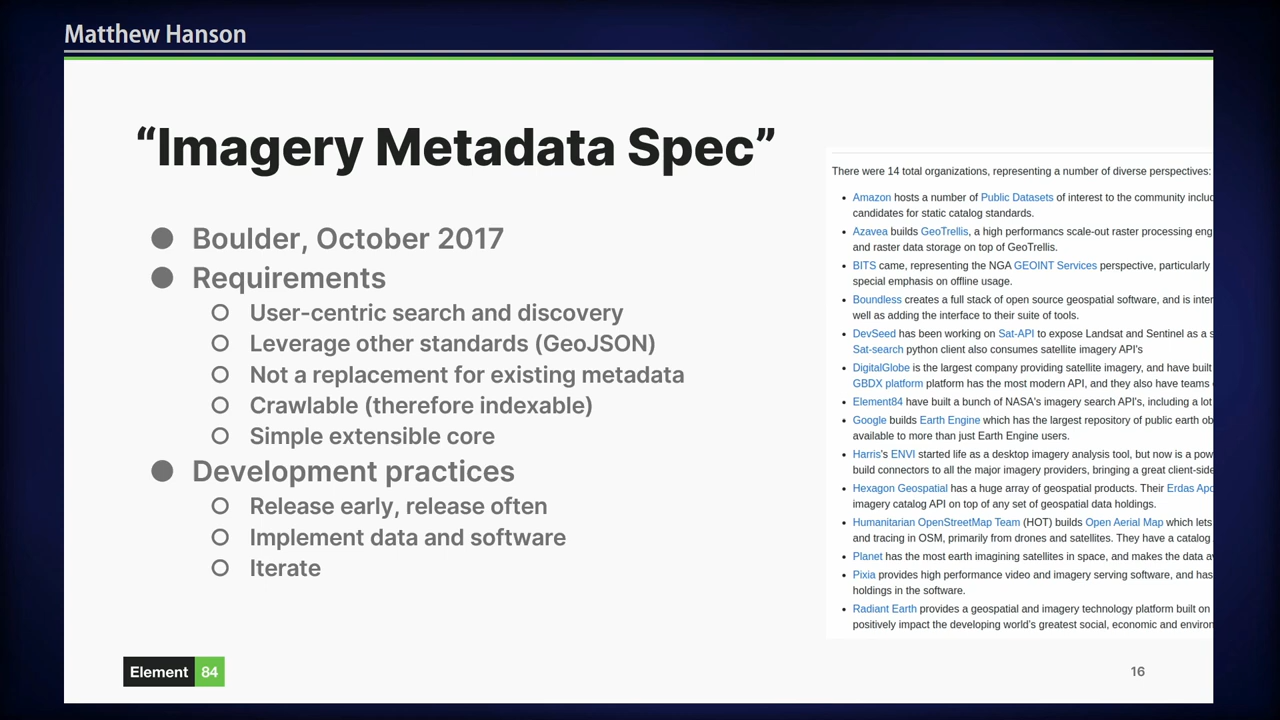 Matthew Hanson
“Imagery Metadata Spec”
● Boulder, October 2017
● Requirements
○ User-centric search and discovery
○ Leverage other standards (GeoJSON)
○ Not a replacement for existing metadata
○ Crawlable (therefore indexable)
○ Simple extensible core
● Development practices
○ Release early, release often
○ Implement data and software
○ Iterate
There were 14 total organizations, representing a number of diverse perspectives:
• Amazon hosts a number of Public Datasets of interest to the community
candidates for static catalog standards.
• Azavea builds GeoTrellis, a high performancs scale-out raster processing
and raster data storage on top of GeoTrellis.
• BITS came, representing the NGA GEOINT Services perspective, particularly
special emphasis on offline usage.
• Boundless creates a full stack of open source geospatial software, and is
well as adding the interface to their suite of tools.
• DevSeed has been working on Sat-API to expose Landsat and Sentinel as a
Sat-search python client also consumes satellite imagery API's
• DigitalGlobe is the largest company providing satellite imagery, and have built
GBDX platform platform has the most modern API, and they also have teams
• Element84 have built a bunch of NASA's imagery search API's, including a lot
• Google builds Earth Engine which has the largest repository of public earth
available to more than just Earth Engine users.
• Harris's ENVI started life as a desktop imagery analysis tool, but now is a
build connectors to all the major imagery providers, bringing a great
• Hexagon Geospatial has a huge array of geospatial products. Their Erdas
imagery catalog API on top of any set of geospatial data holdings.
• Humanitarian OpenStreetMap Team (HOT) builds Open Aerial Map which lets
and tracing in OSM, primarily from drones and satellites. They have a catalog
• Planet has the most earth imagining satellites in space, and makes the data
• Pixia provides high performance video and imagery serving software, and has
holdings in the software.
• Radiant Earth provides a geospatial and imagery technology platform built on
positively impact the developing world's greatest social, economic and
Element 84
16